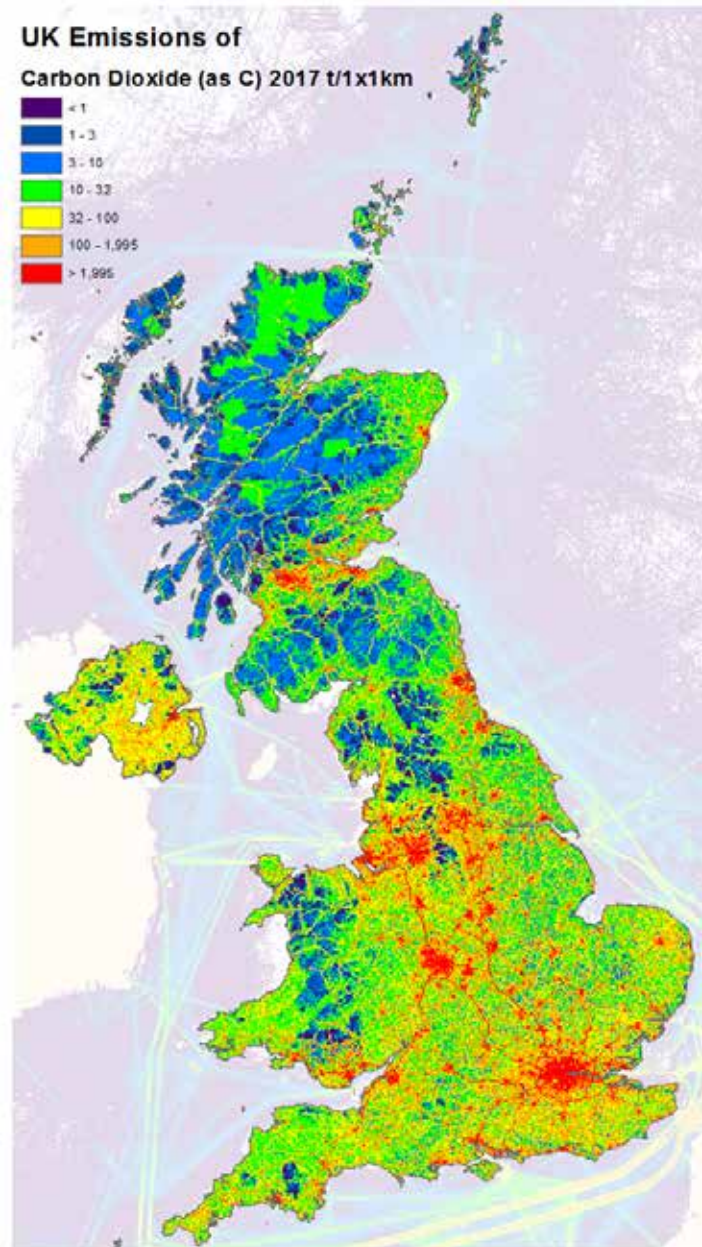 UK Emissions of
Carbon Dioxide (as C) 2017 t/1x1km
< 1
1 - 3
3 - 10
10 - 32
32 - 100
100 - 1,995
> 1,995